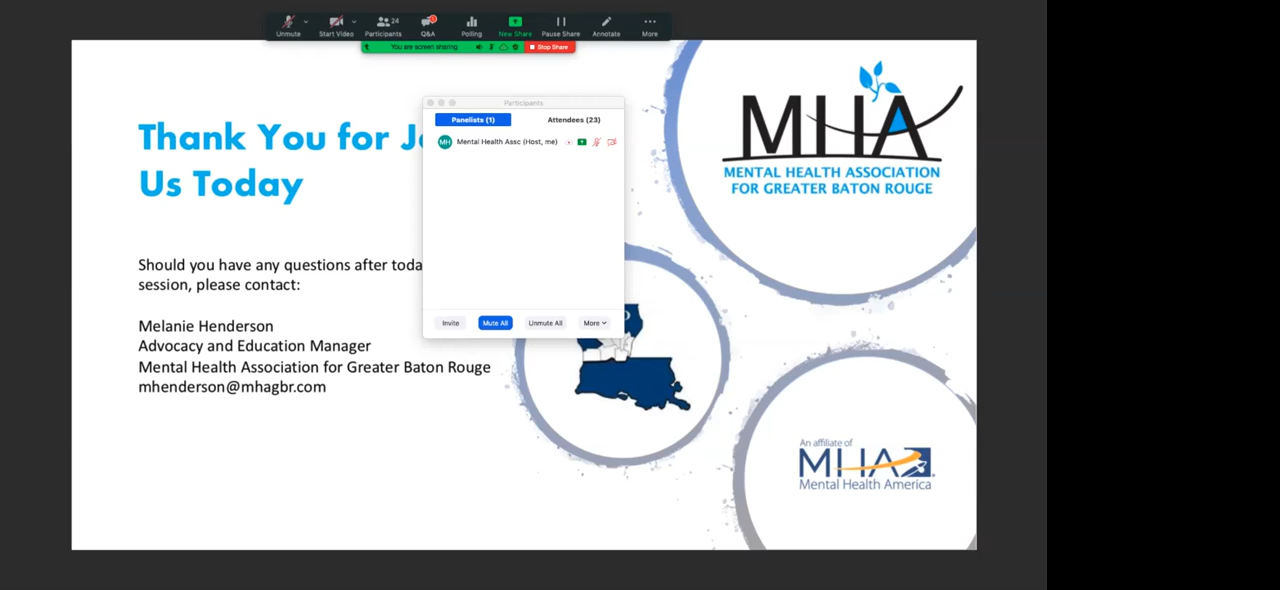 Unmute
Start Video
24
Participants
Q&A
Polling
New Share
Pause Share
Annotate
More
You are screen sharing
Stop Share
Participants
Panelists (1)
Attendees (23)
MH
Mental Health Assc (Host, me)
Invite
Mute All
Unmute All
More
Thank You for
Us Today
Should you have any questions after
session, please contact:
Melanie Henderson
Advocacy and Education Manager
Mental Health Association for Greater Baton Rouge
mhenderson@mhagbr.com
MHA
MENTAL HEALTH ASSOCIATION
FOR GREATER BATON ROUGE
An affiliate of
MHA
Mental Health America